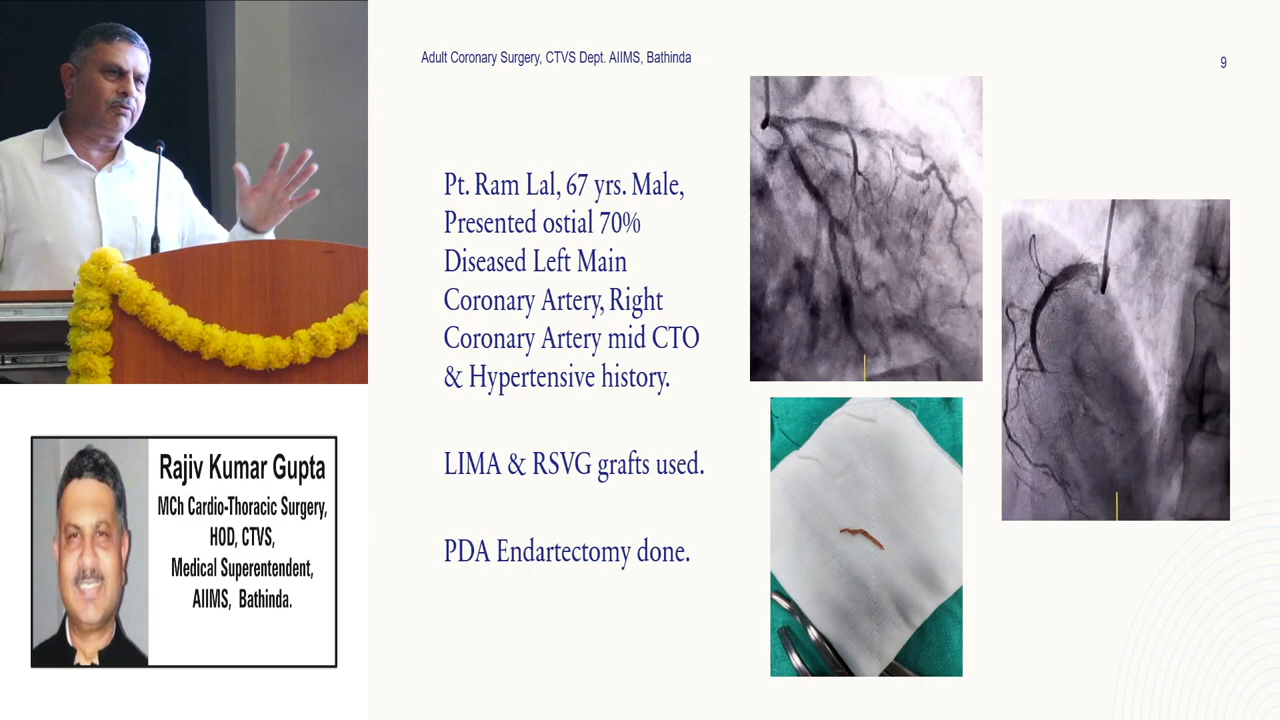 Adult Coronary Surgery, CTVS Dept. AIIMS, Bathinda
9
Pt. Ram Lal, 67 yrs. Male,
Presented ostial 70%
Diseased Left Main
Coronary Artery, Right
Coronary Artery mid CTO
& Hypertensive history.
LIMA & RSVG grafts used.
PDA Endartectomy done.
Rajiv Kumar Gupta
MCh Cardio-Thoracic Surgery,
HOD, CTVS,
Medical Superentendent,
AIIMS, Bathinda.